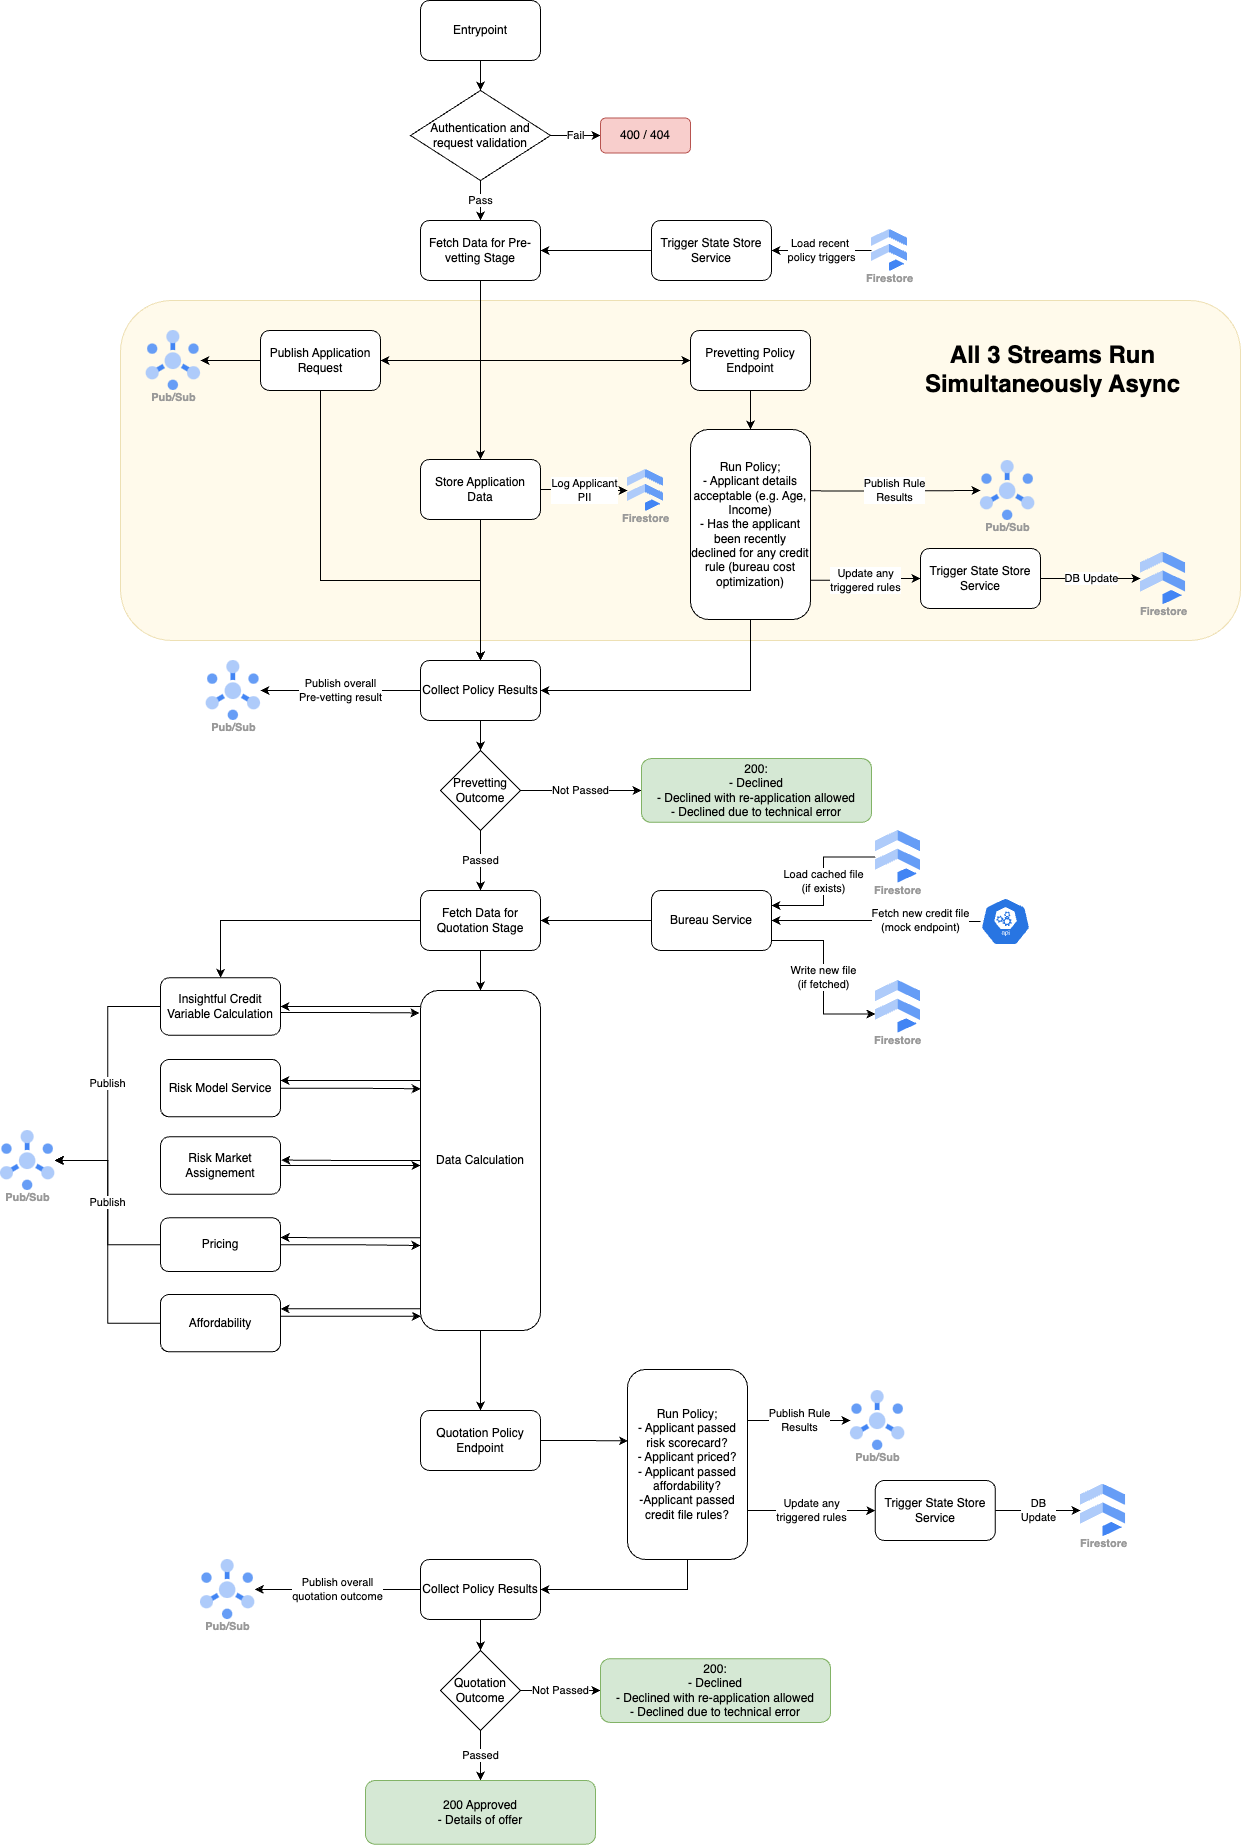 Entrypoint
Authentication and
request validation
Fail
400 / 404
Pass
Fetch Data for Pre-
vetting Stage
Trigger State Store
Service
Load recent
policy triggers
Firestore
All 3 Streams Run
Simultaneously Async
Pub/Sub
Publish Application
Request
Prevetting Policy
Endpoint
Store Application
Data
Log Applicant
PII
Firestore
Run Policy;
- Applicant details
acceptable (e.g. Age,
Income)
- Has the applicant
been recently
declined for any credit
rule (bureau cost
optimization)
Publish Rule
Results
Pub/Sub
Update any
triggered rules
Trigger State Store
Service
DB Update
Firestore
Pub/Sub
Publish overall
Pre-vetting result
Collect Policy Results
Prevetting
Outcome
Not Passed
200:
- Declined
- Declined with re-application allowed
- Declined due to technical error
Passed
Fetch Data for
Quotation Stage
Bureau Service
Load cached file
(if exists)
Firestore
Fetch new credit file
(mock endpoint)
api
Write new file
(if fetched)
Firestore
Insightful Credit
Variable Calculation
Publish
Risk Model Service
Risk Market
Assignement
Data Calculation
Pub/Sub
Publish
Pricing
Affordability
Quotation Policy
Endpoint
Run Policy;
- Applicant passed
risk scorecard?
- Applicant priced?
- Applicant passed
affordability?
-Applicant passed
credit file rules?
Publish Rule
Results
Pub/Sub
Update any
triggered rules
Trigger State Store
Service
DB
Update
Firestore
Pub/Sub
Publish overall
quotation outcome
Collect Policy Results
Quotation
Outcome
Not Passed
200:
- Declined
- Declined with re-application allowed
- Declined due to technical error
Passed
200 Approved
- Details of offer